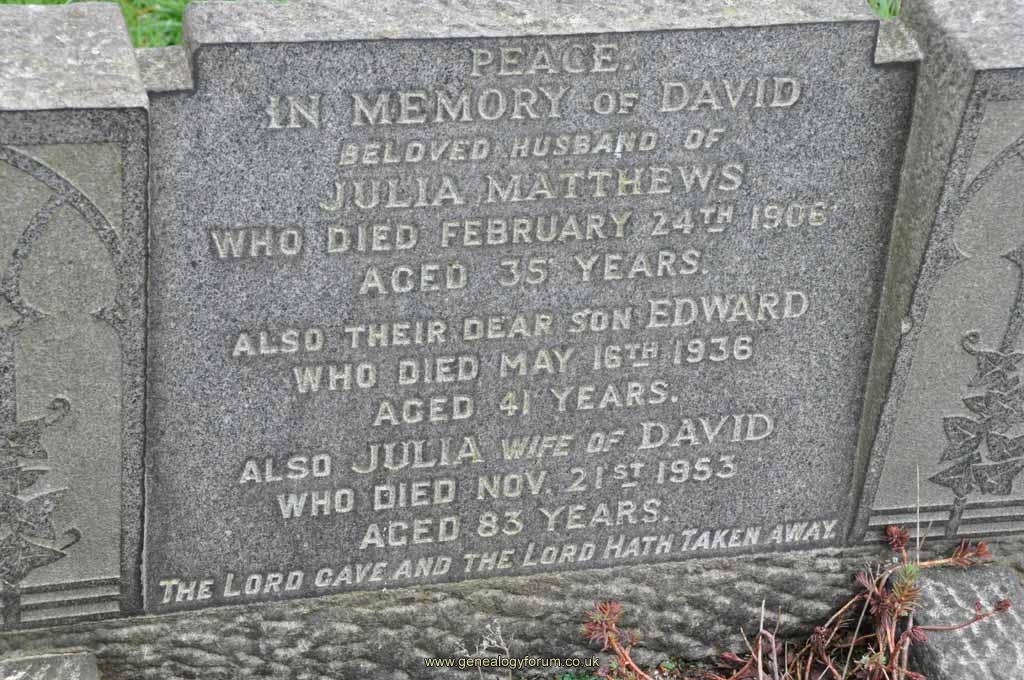 PEACE.
IN MEMORY OF DAVID
BELOVED HUSBAND OF
JULIA MATTHEWS
WHO DIED FEBRUARY 24TH 1906
AGED 35 YEARS.
ALSO THEIR DEAR SON EDWARD
WHO DIED MAY 16TH 1936
AGED 41 YEARS.
ALSO JULIA WIFE OF DAVID
WHO DIED NOV. 21ST 1953
AGED 83 YEARS.
THE LORD GAVE AND THE LORD HATH TAKEN AWAY.
www.genealogyforum.co.uk